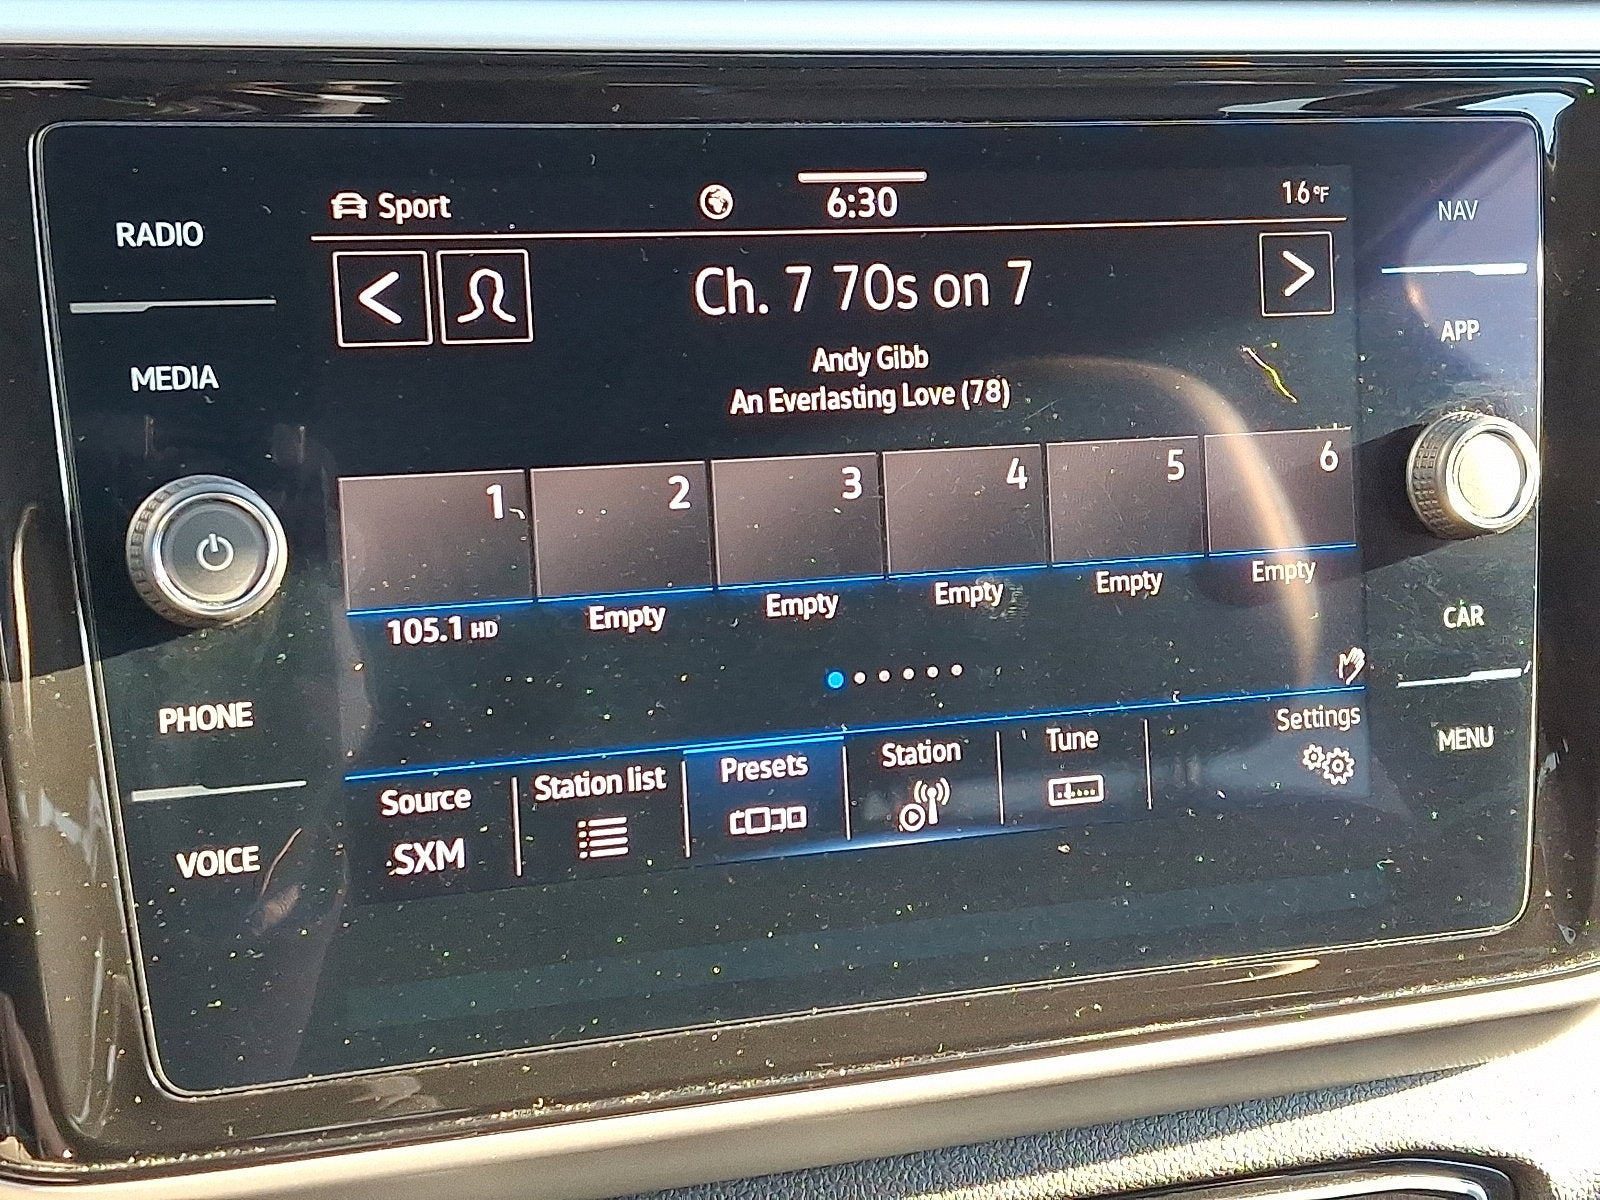 RADIO
MEDIA
PHONE
VOICE
Sport
6:30
16°F
Ch. 7 70s on 7
Andy Gibb
An Everlasting Love (78)
1 2 3 4 5 6
105.1 HD Empty Empty Empty Empty Empty
Source Station list Presets Station Tune Settings
SXM
NAV
APP
CAR
MENU